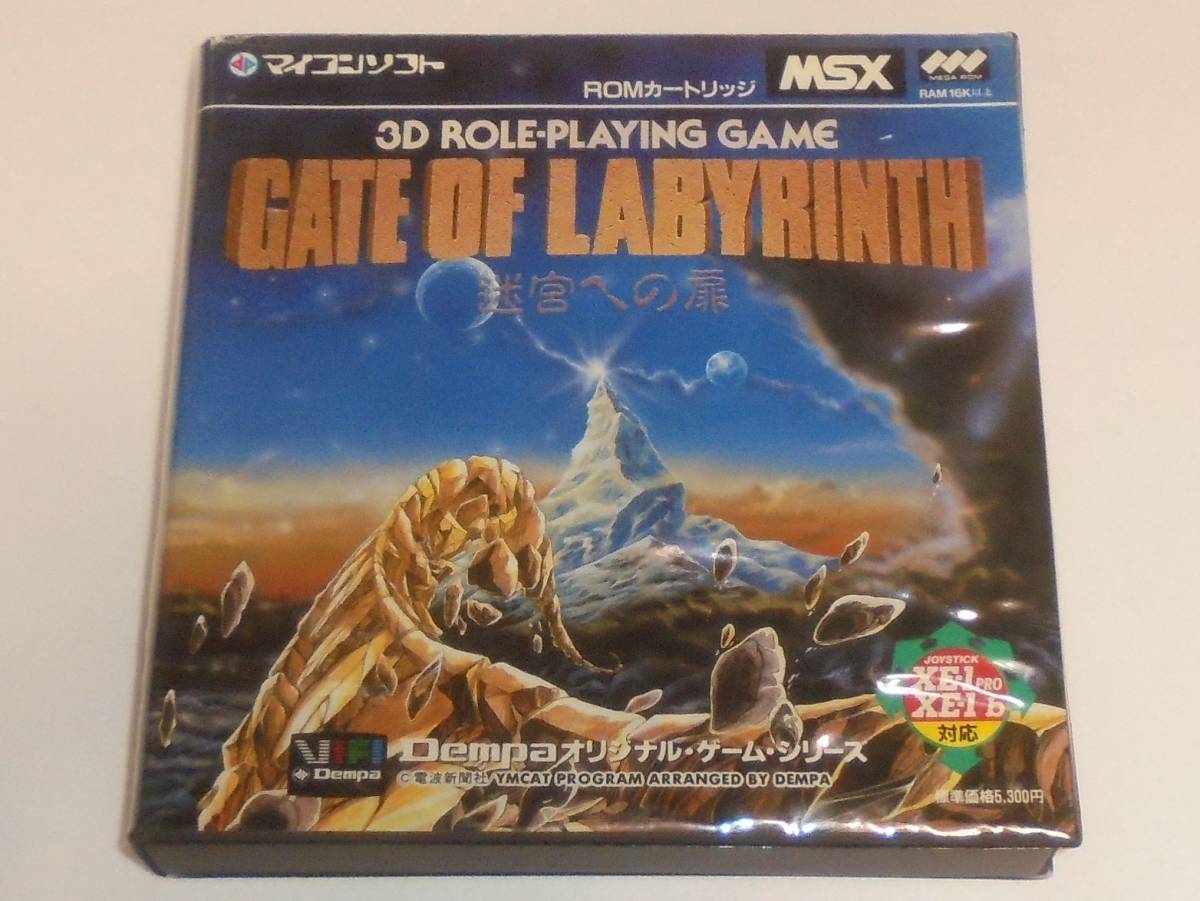 マイコンソフト
ROMカートリッジ
MSX
MEGA ROM
RAM16K以上
3D ROLE-PLAYING GAME
GATE OF LABYRINTH
迷宮への扉
JOYSTICK
XE-1 PRO
XE-1 b
対応
VIFI
Dempa
Dempaオリジナル・ゲーム・シリーズ
©電波新聞社 YMCAT PROGRAM ARRANGED BY DEMPA
標準価格5,300円